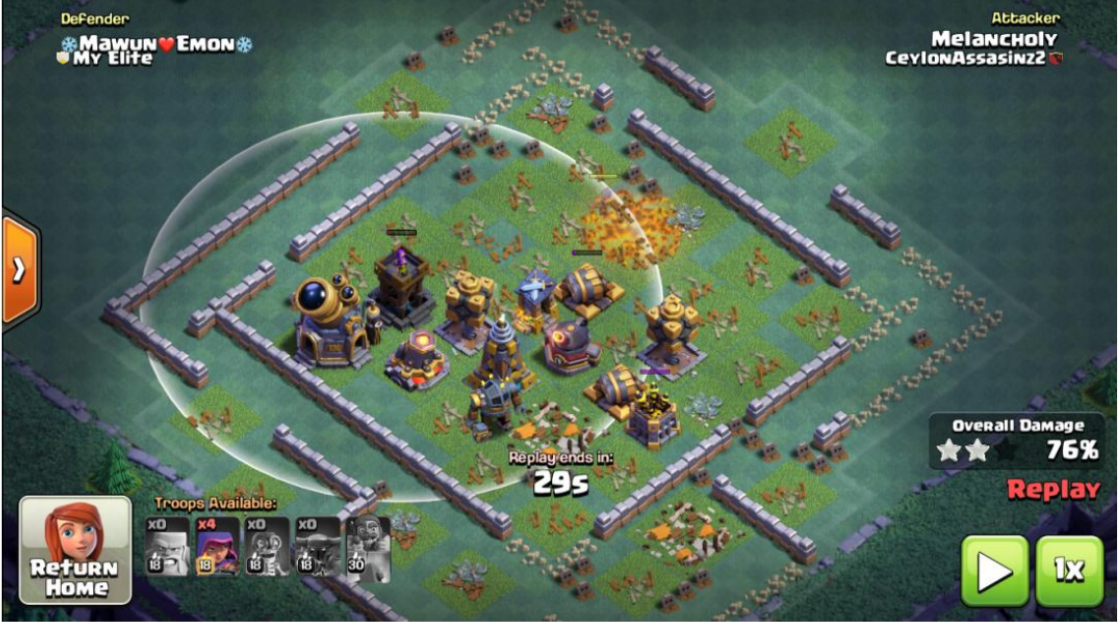 Defender
❄Mawun❤Emon❄
My Elite
Attacker
Melancholy
CeylonAssasinz2
Replay ends in:
29s
Overall Damage
76%
Replay
Troops Available:
x0
x4
x0
x0
18
18
18
18
30
Return
Home
1x